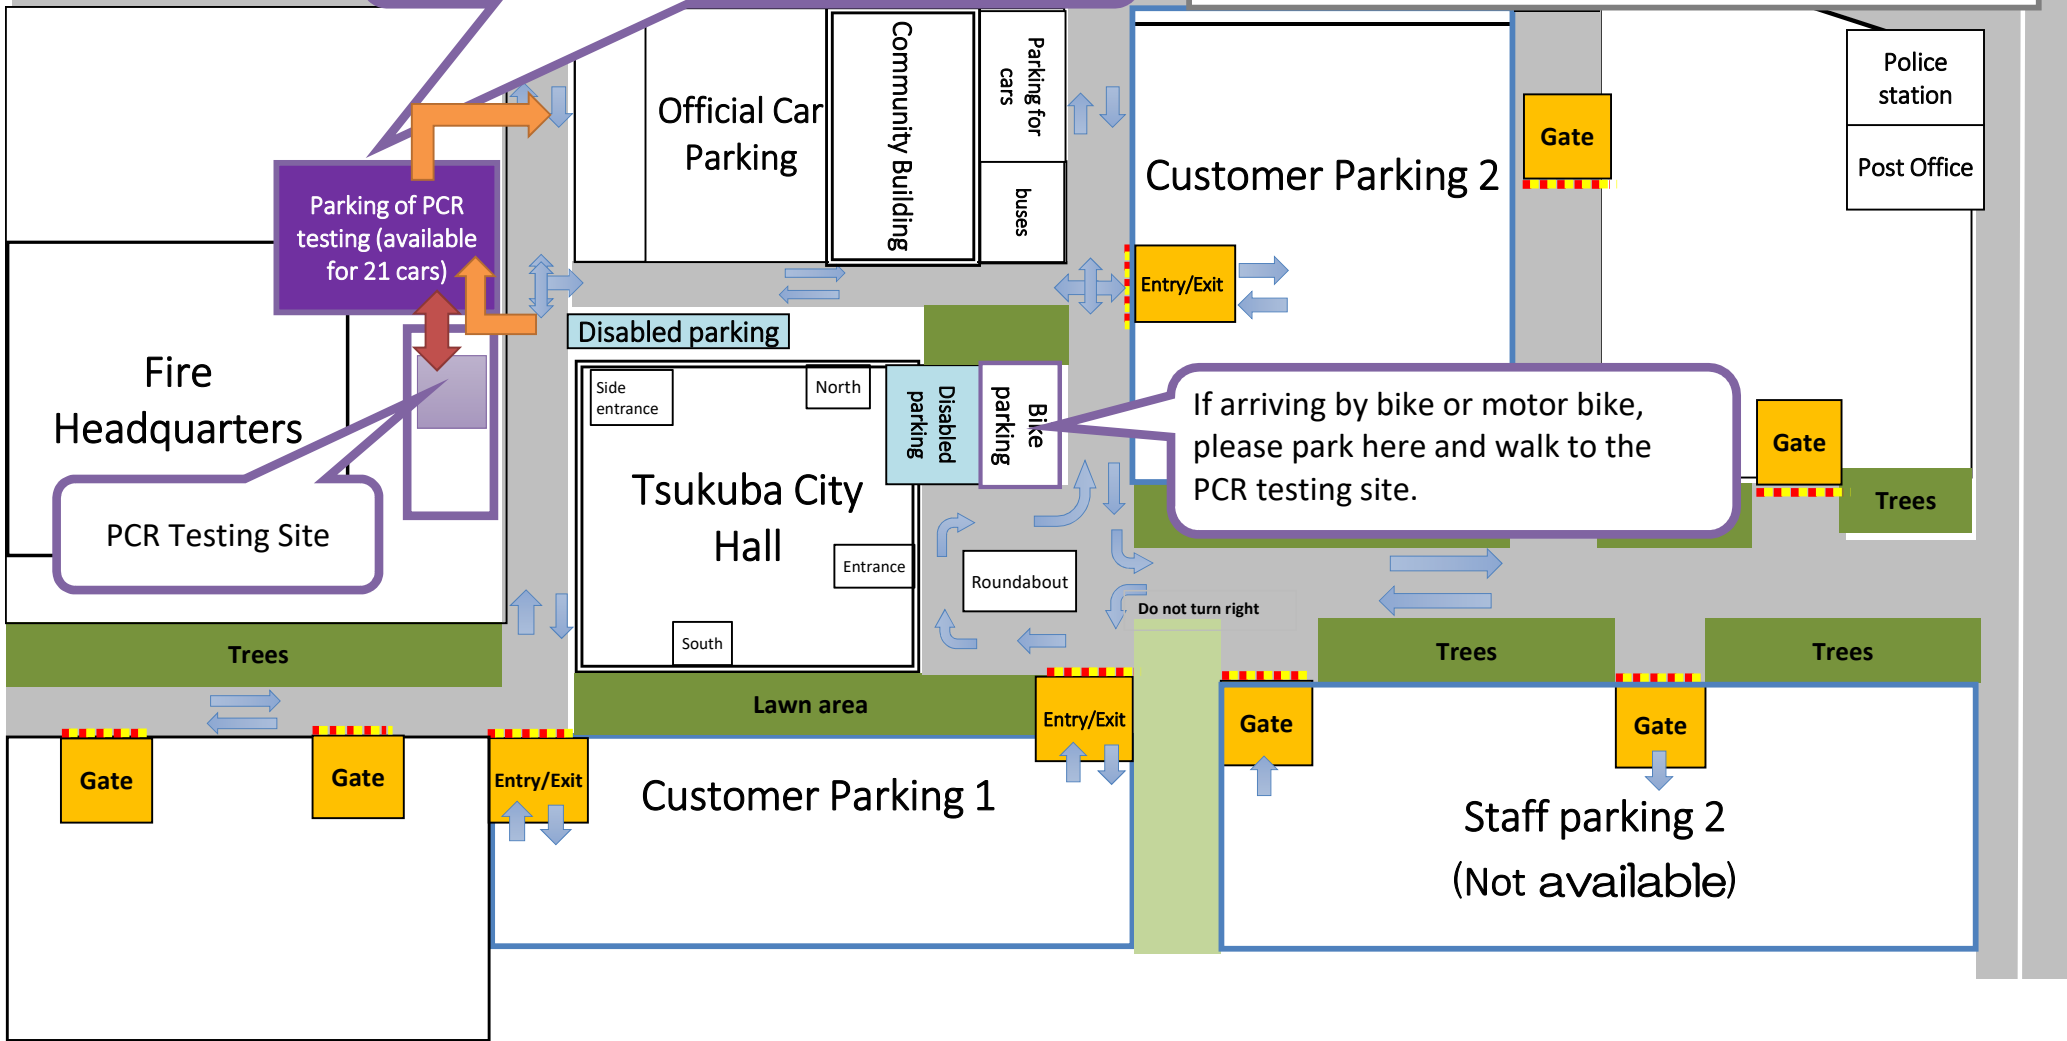 Police
station
Post Office
Gate
Community Building
Parking for
cars
buses
Official Car
Parking
Customer Parking 2
Parking of PCR
testing (available
for 21 cars)
Entry/Exit
Disabled parking
Fire
Headquarters
Side
entrance
North
Disabled
parking
Bike
parking
If arriving by bike or motor bike,
please park here and walk to the
PCR testing site.
Gate
Trees
Tsukuba City
Hall
PCR Testing Site
Entrance
Roundabout
Do not turn right
South
Trees
Trees
Trees
Lawn area
Entry/Exit
Gate
Gate
Gate
Gate
Entry/Exit
Customer Parking 1
Staff parking 2
(Not available)